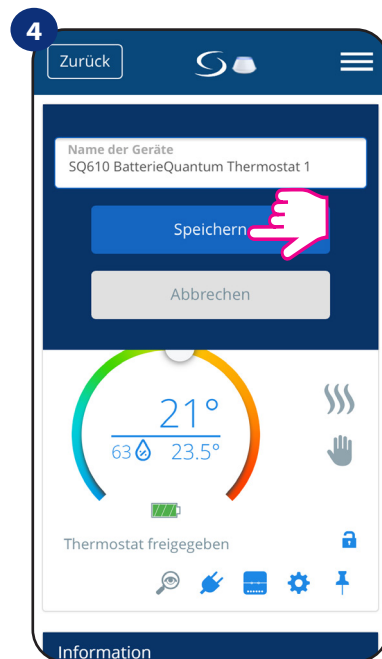 4
Zurück
Name der Geräte
SQ610 BatterieQuantum Thermostat 1
Speichern
Abbrechen
21°
63 23.5°
Thermostat freigegeben
Information